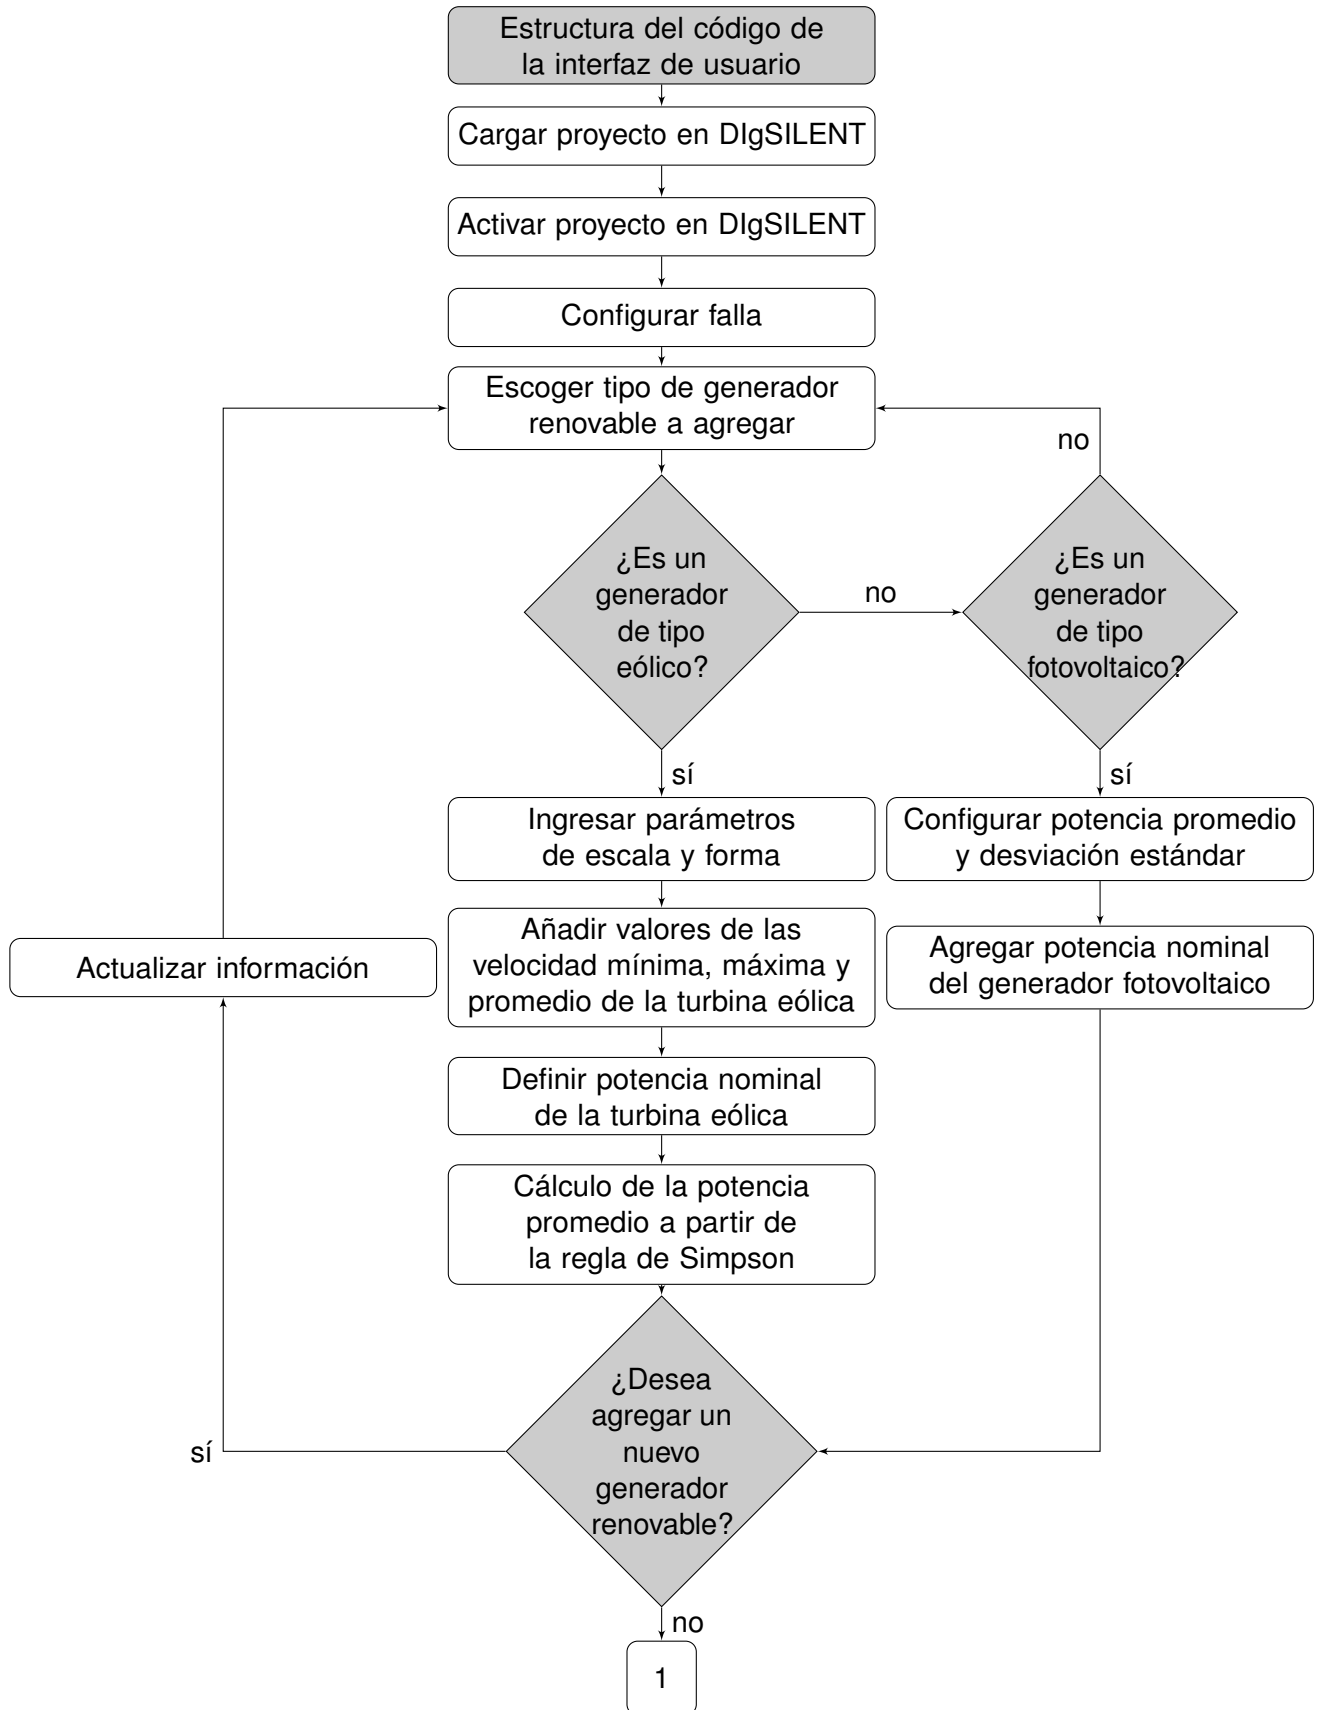 Estructura del código de
la interfaz de usuario
Cargar proyecto en DIgSILENT
Activar proyecto en DIgSILENT
Configurar falla
Escoger tipo de generador
renovable a agregar
no
¿Es un
generador
de tipo
eólico?
no
¿Es un
generador
de tipo
fotovoltaico?
sí
sí
Ingresar parámetros
de escala y forma
Configurar potencia promedio
y desviación estándar
Añadir valores de las
velocidad mínima, máxima y
promedio de la turbina eólica
Agregar potencia nominal
del generador fotovoltaico
Actualizar información
Definir potencia nominal
de la turbina eólica
Cálculo de la potencia
promedio a partir de
la regla de Simpson
¿Desea
agregar un
nuevo
generador
renovable?
sí
no
1